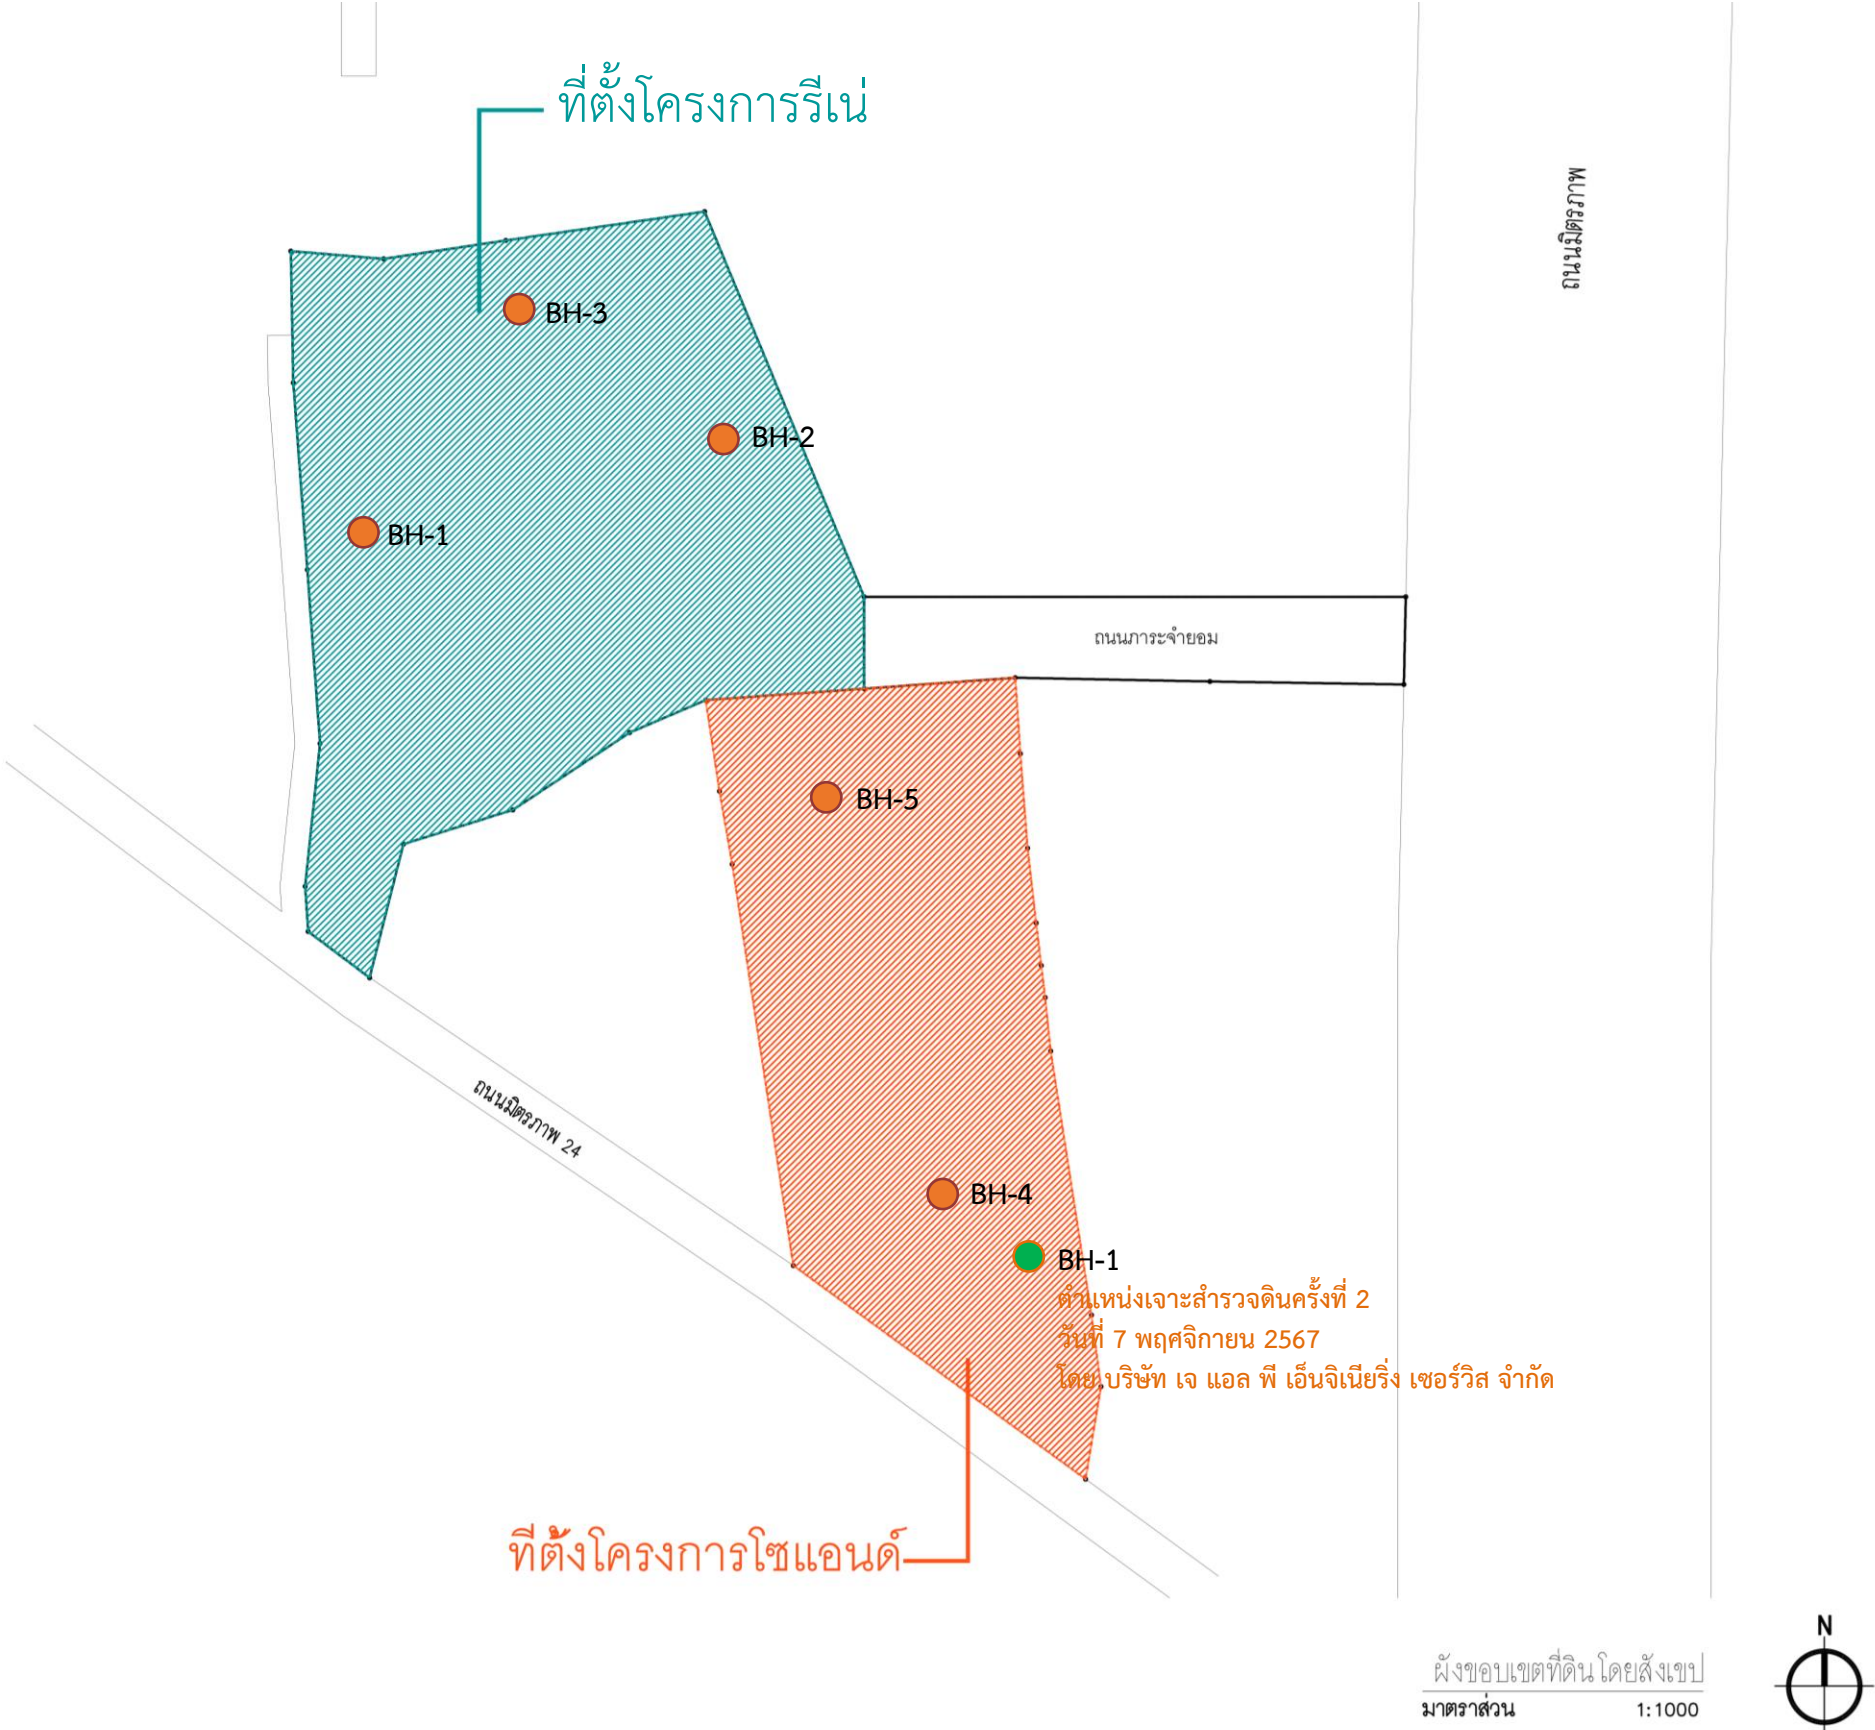 ที่ตั้งโครงการรีเน่
ถนนมิตรภาพ
BH-3
BH-2
BH-1
ถนนภาระจำยอม
BH-5
ถนนมิตรภาพ 24
BH-4
BH-1
ตำแหน่งเจาะสำรวจดินครั้งที่ 2
วันที่ 7 พฤศจิกายน 2567
โดย บริษัท เจ แอล พี เอ็นจิเนียริ่ง เซอร์วิส จำกัด
ที่ตั้งโครงการโซแอนด์
N
ผังขอบเขตที่ดินโดยสังเขป
มาตราส่วน 1:1000